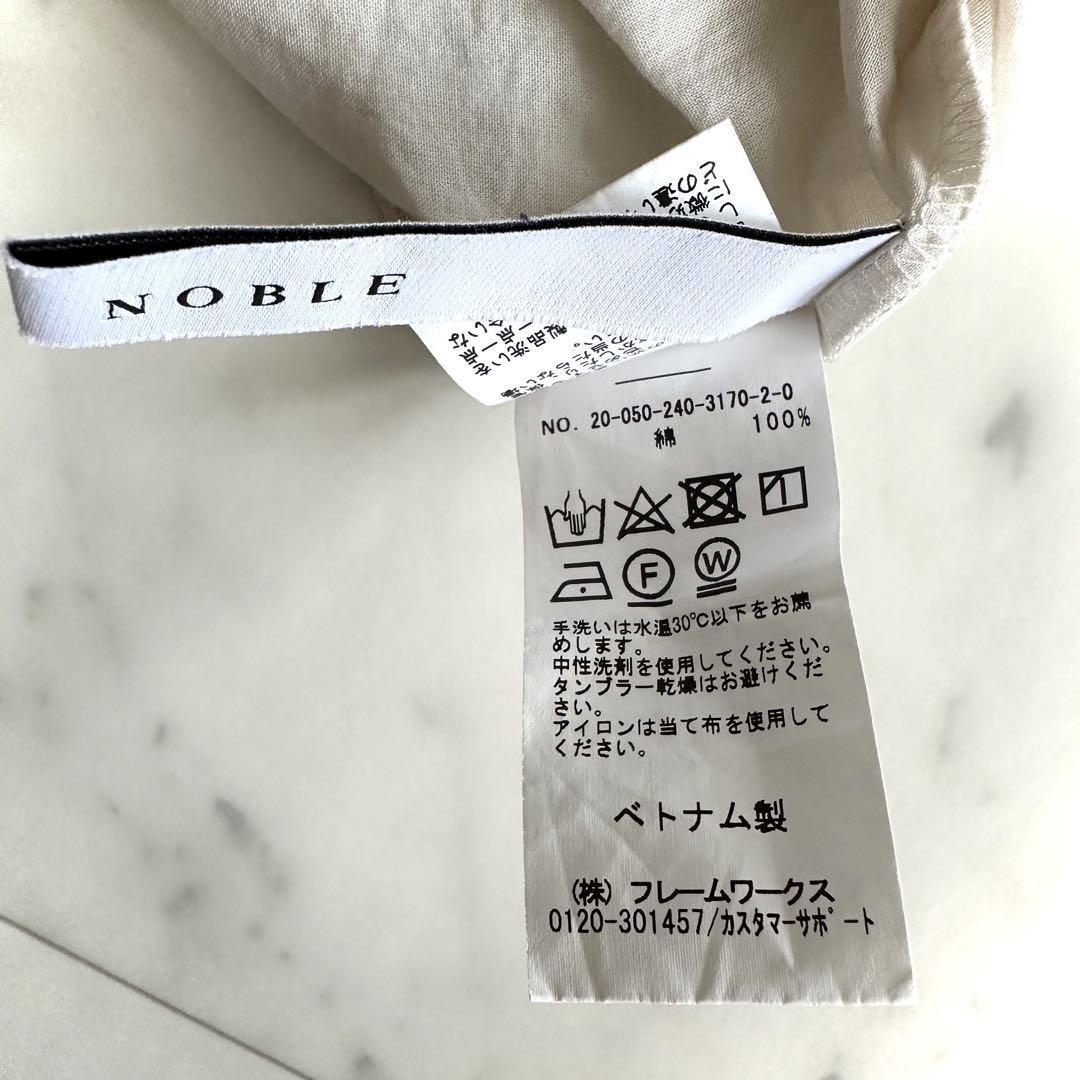 NOBLE
NO. 20-050-240-3170-2-0
綿 100%
F
W
手洗いは水温30℃以下をお薦
めします。
中性洗剤を使用してください。
タンブラー乾燥はお避けくだ
さい。
アイロンは当て布を使用して
ください。
ベトナム製
(株) フレームワークス
0120-301457/カスタマーサポート